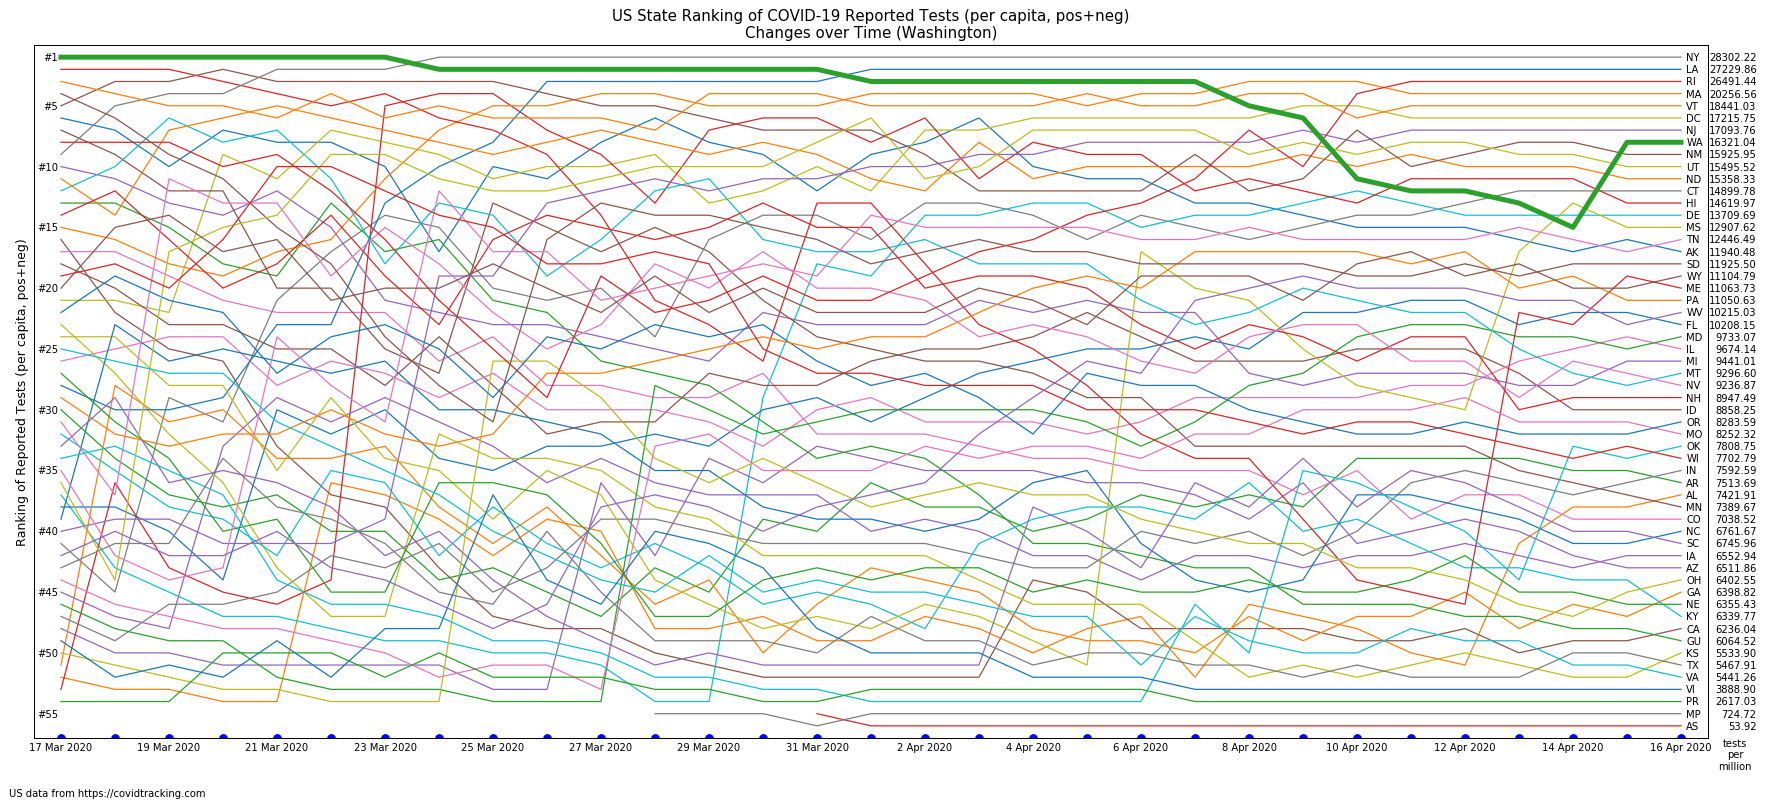 US State Ranking of COVID-19 Reported Tests (per capita, pos+neg)
Changes over Time (Washington)
Ranking of Reported Tests (per capita, pos+neg)
#1
#5
#10
#15
#20
#25
#30
#35
#40
#45
#50
#55
NY 28302.22
LA 27229.86
RI 26491.44
MA 20256.56
VT 18441.03
DC 17215.75
NJ 17093.76
WA 16321.04
NM 15925.95
UT 15495.52
ND 15358.33
CT 14899.78
HI 14619.97
DE 13709.69
MS 12907.62
TN 12446.49
AK 11940.48
SD 11925.50
WY 11104.79
ME 11063.73
PA 11050.63
WV 10215.03
FL 10208.15
MD 9733.07
IL 9674.14
MI 9441.01
MT 9296.60
NV 9236.87
NH 8947.49
ID 8858.25
OR 8283.59
MO 8252.32
OK 7808.75
WI 7702.79
IN 7592.59
AR 7513.69
AL 7421.91
MN 7389.67
CO 7038.52
NC 6761.67
SC 6745.96
IA 6552.94
AZ 6511.86
OH 6402.55
GA 6398.82
NE 6355.43
KY 6339.77
CA 6236.04
GU 6064.52
KS 5533.90
TX 5467.91
VA 5441.26
VI 3888.90
PR 2617.03
MP 724.72
AS 53.92
17 Mar 2020 19 Mar 2020 21 Mar 2020 23 Mar 2020 25 Mar 2020 27 Mar 2020 29 Mar 2020 31 Mar 2020 2 Apr 2020 4 Apr 2020 6 Apr 2020 8 Apr 2020 10 Apr 2020 12 Apr 2020 14 Apr 2020 16 Apr 2020
tests
per
million
US data from https://covidtracking.com